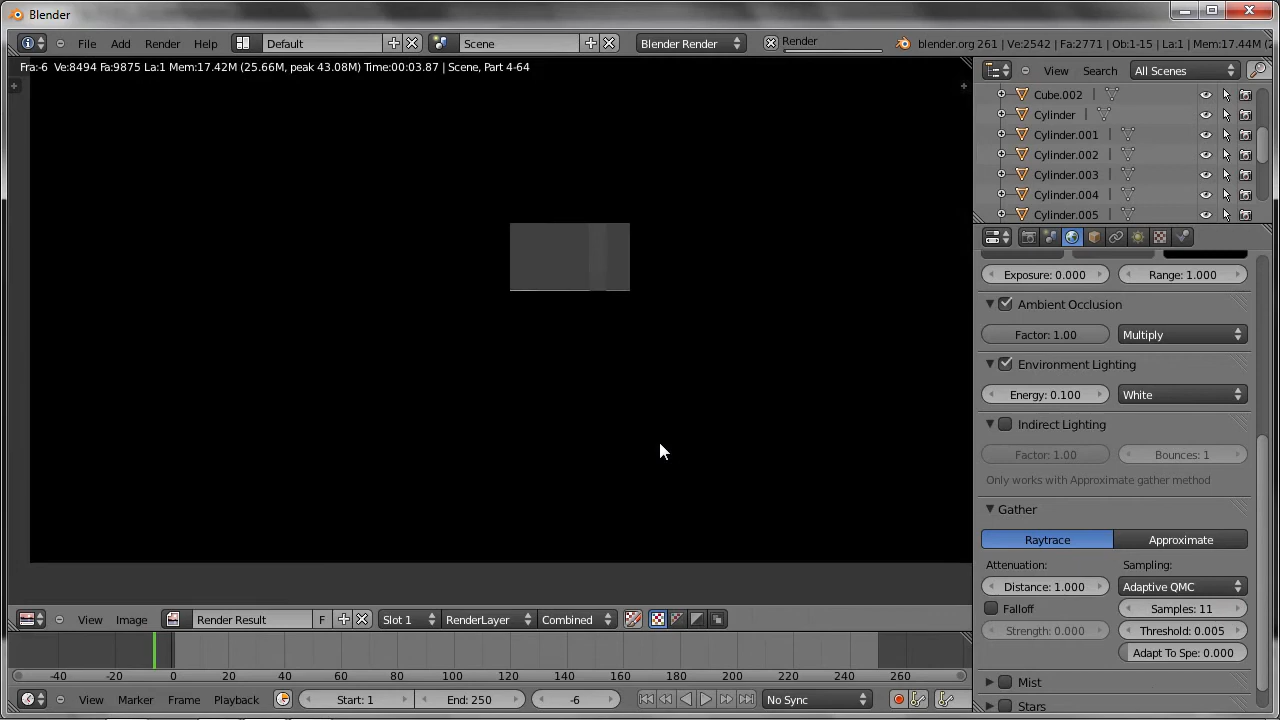 Blender
File Add Render Help Default Scene Blender Render Render blender.org 261 | Ve:2542 | Fa:2771 | Ob:1-15 | La:1 | Mem:17.44M (2
Fra:-6 Ve:8494 Fa:9875 La:1 Mem:17.42M (25.66M, peak 43.08M) Time:00:03.87 | Scene, Part 4-64
View Search All Scenes
Cube.002
Cylinder
Cylinder.001
Cylinder.002
Cylinder.003
Cylinder.004
Cylinder.005
Exposure: 0.000 Range: 1.000
Ambient Occlusion
Factor: 1.00 Multiply
Environment Lighting
Energy: 0.100 White
Indirect Lighting
Factor: 1.00 Bounces: 1
Only works with Approximate gather method
Gather
Raytrace Approximate
Attenuation: Sampling:
Distance: 1.000 Adaptive QMC
Falloff Samples: 11
Strength: 0.000 Threshold: 0.005
Adapt To Spe: 0.000
Mist
Stars
View Image Render Result F Slot 1 RenderLayer Combined
-40 -20 0 20 40 60 80 100 120 140 160 180 200 220 240 260
View Marker Frame Playback Start: 1 End: 250 -6 No Sync